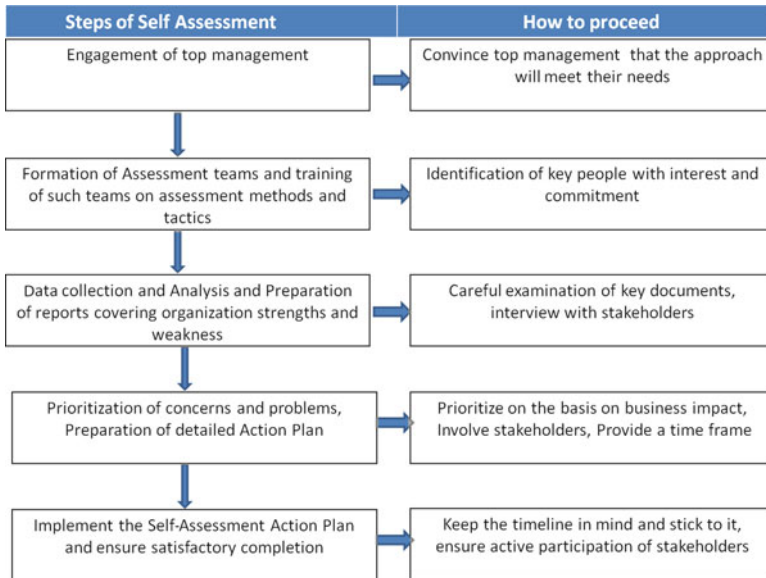 Steps of Self Assessment
How to proceed
Engagement of top management
Convince top management that the approach
will meet their needs
Formation of Assessment teams and training
of such teams on assessment methods and
tactics
Identification of key people with interest and
commitment
Data collection and Analysis and Preparation
of reports covering organization strengths and
weakness
Careful examination of key documents,
interview with stakeholders
Prioritization of concerns and problems,
Preparation of detailed Action Plan
Prioritize on the basis on business impact,
Involve stakeholders, Provide a time frame
Implement the Self-Assessment Action Plan
and ensure satisfactory completion
Keep the timeline in mind and stick to it,
ensure active participation of stakeholders